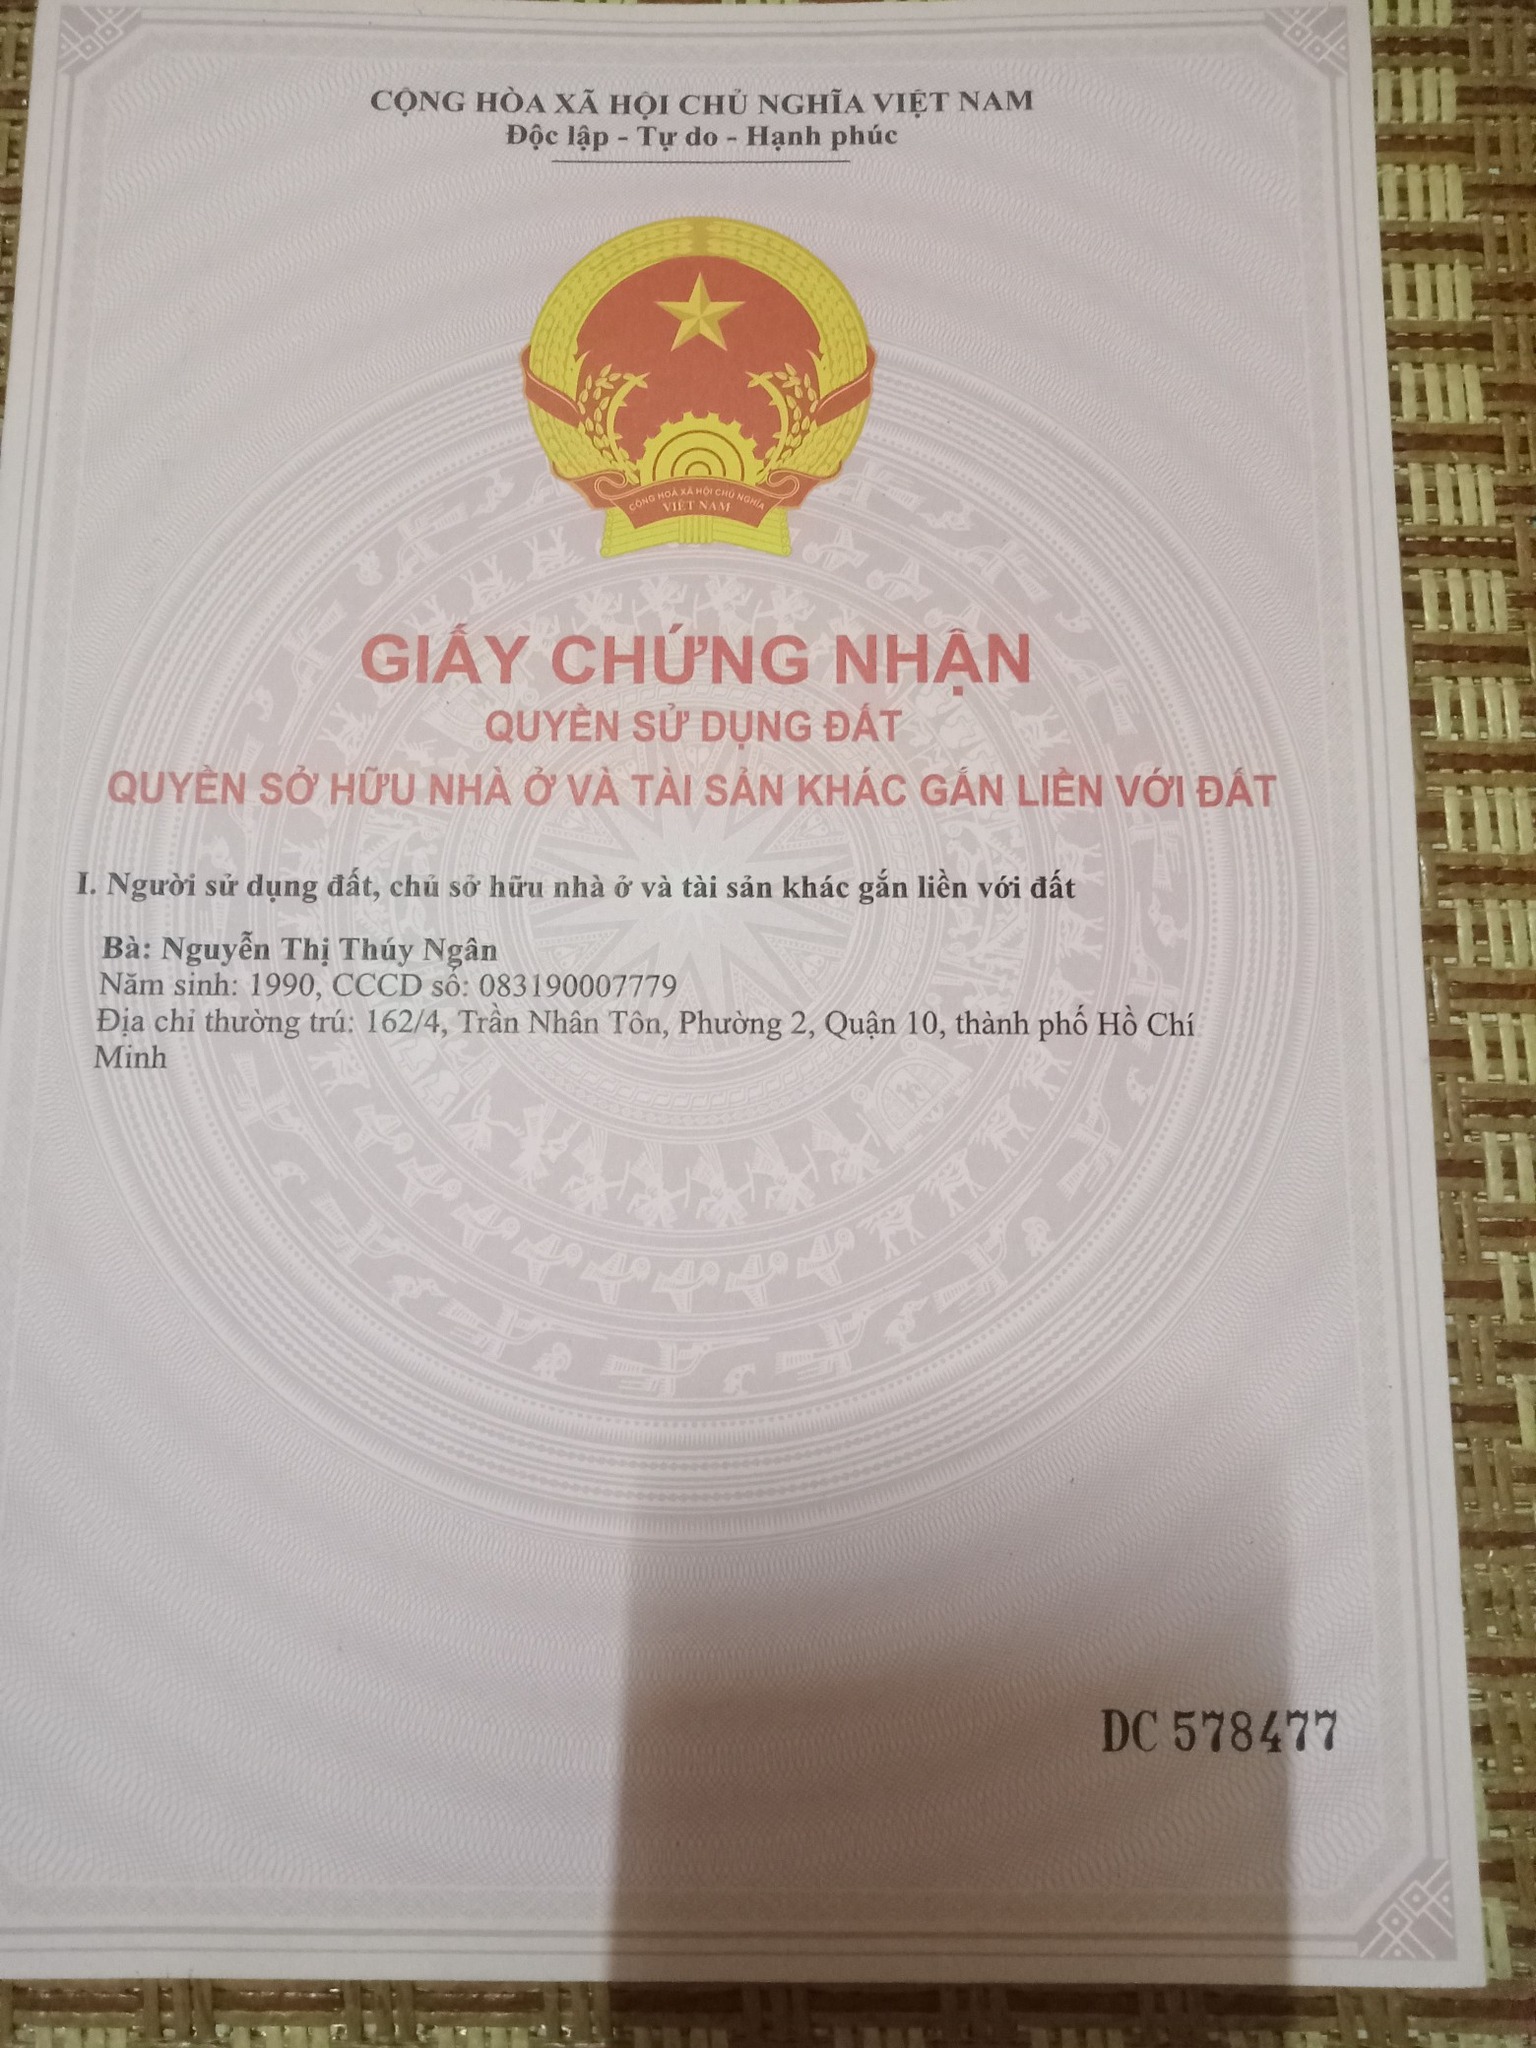 CỘNG HÒA XÃ HỘI CHỦ NGHĨA VIỆT NAM
Độc lập - Tự do - Hạnh phúc
CỘNG HOÀ XÃ HỘI CHỦ NGHĨA
VIỆT NAM
GIẤY CHỨNG NHẬN
QUYỀN SỬ DỤNG ĐẤT
QUYỀN SỞ HỮU NHÀ Ở VÀ TÀI SẢN KHÁC GẮN LIỀN VỚI ĐẤT
I. Người sử dụng đất, chủ sở hữu nhà ở và tài sản khác gắn liền với đất
Bà: Nguyễn Thị Thúy Ngân
Năm sinh: 1990, CCCD số: 083190007779
Địa chỉ thường trú: 162/4, Trần Nhân Tôn, Phường 2, Quận 10, thành phố Hồ Chí
Minh
DC 578477